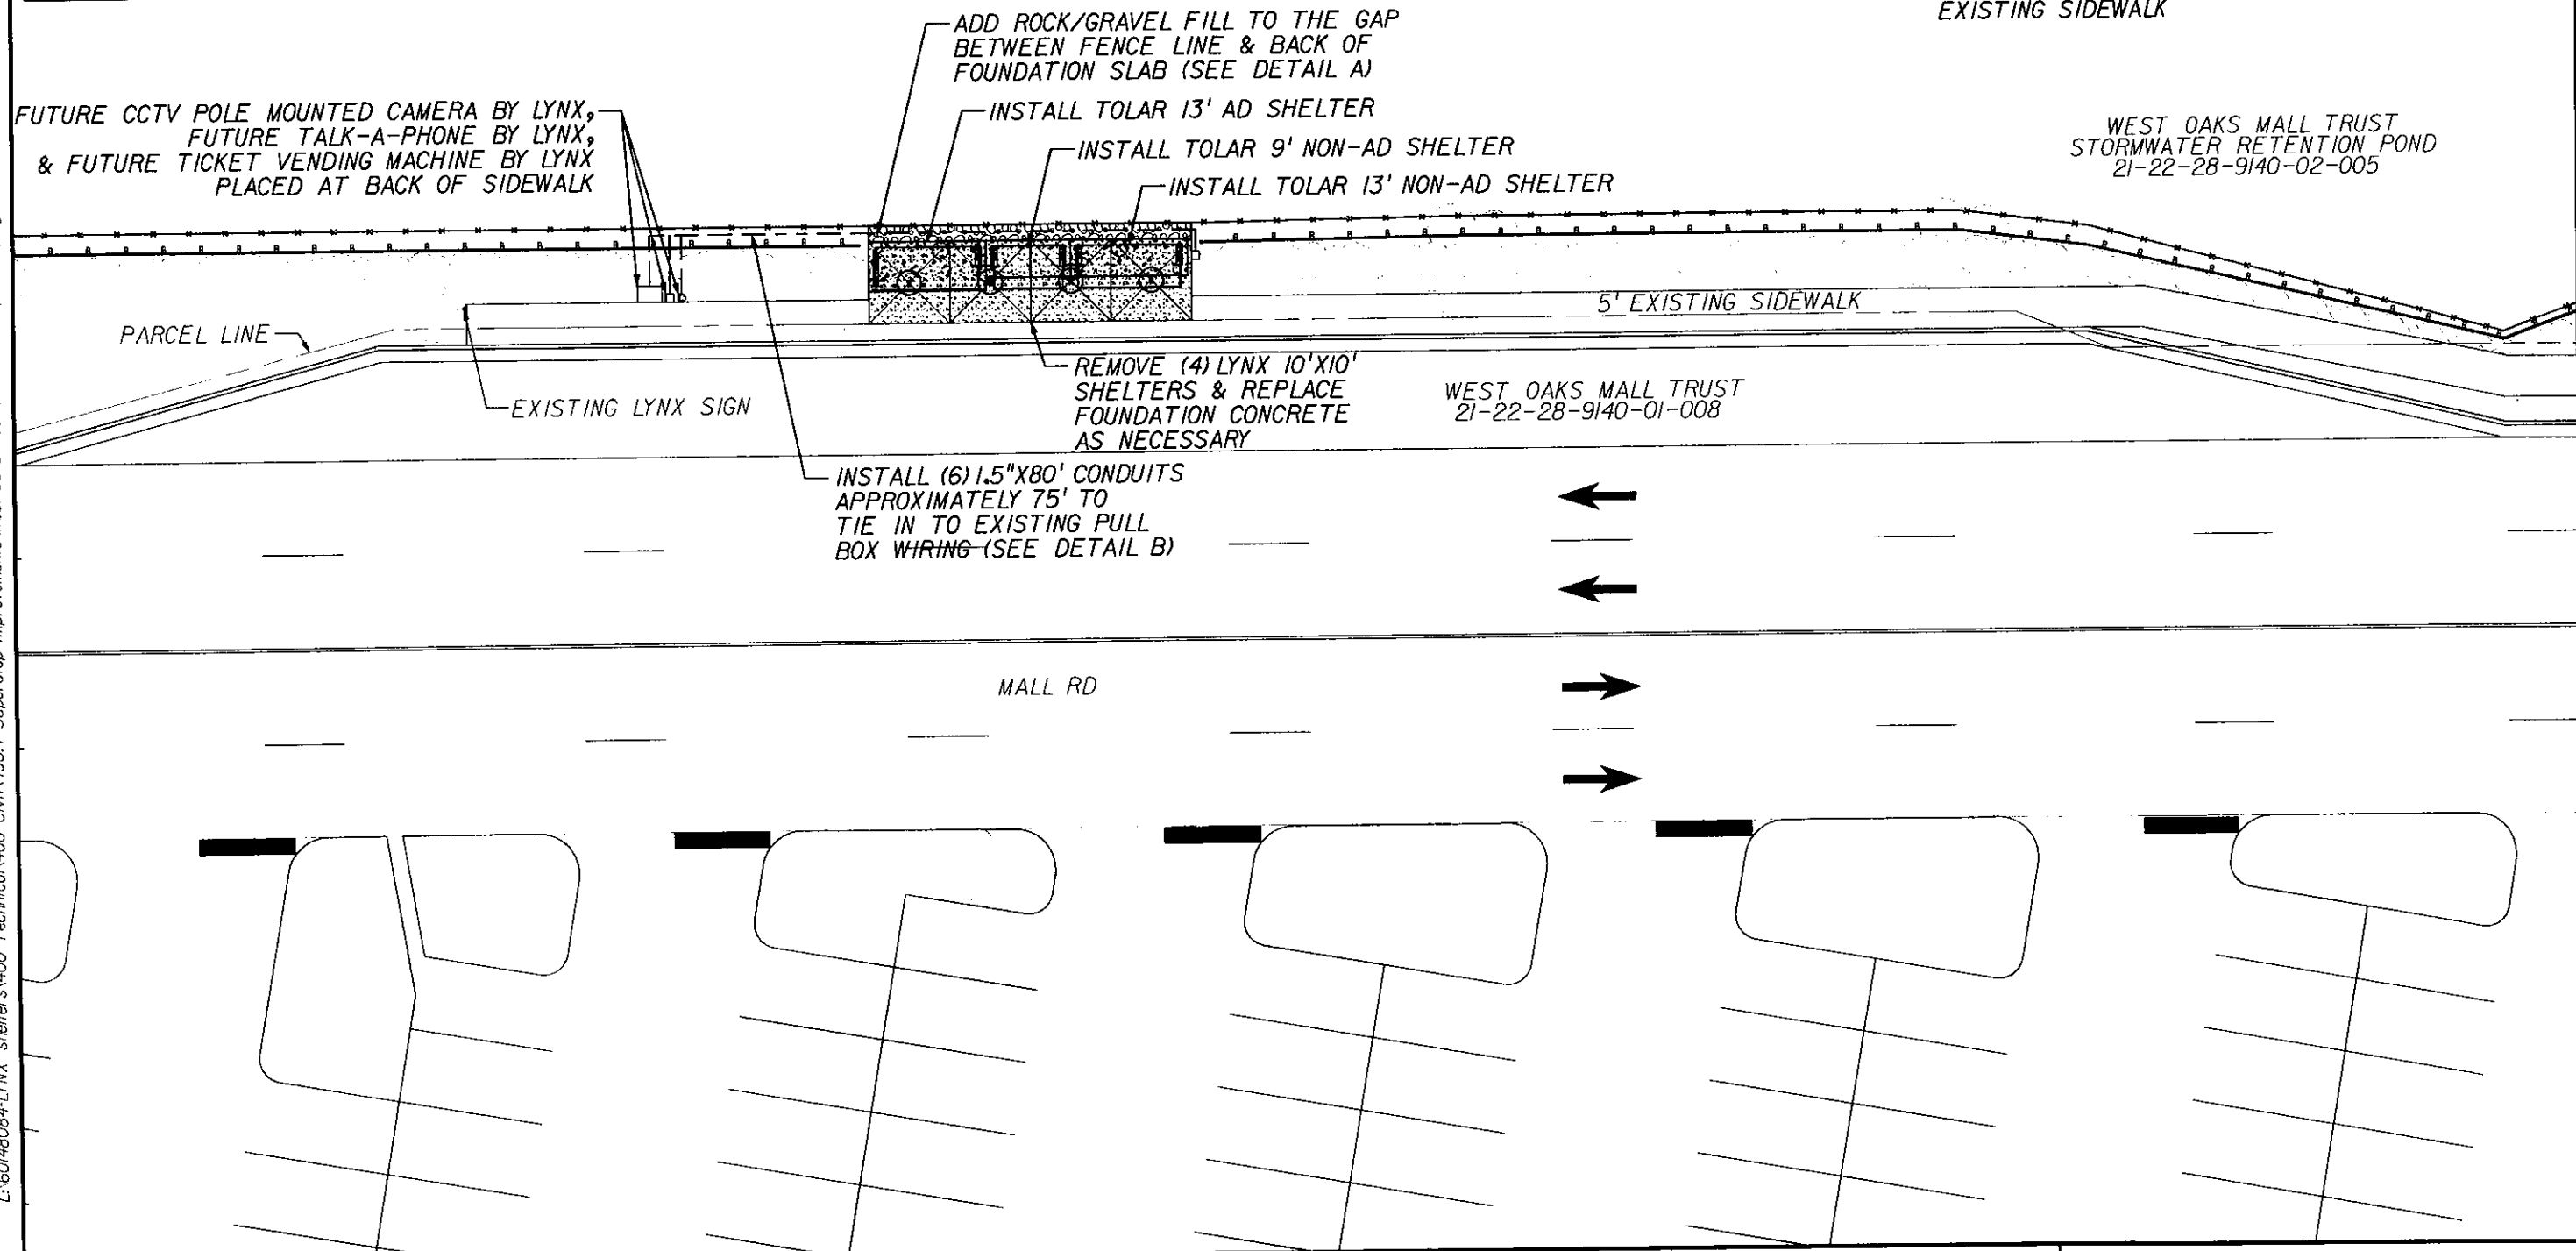 EXISTING SIDEWALK
ADD ROCK/GRAVEL FILL TO THE GAP
BETWEEN FENCE LINE & BACK OF
FOUNDATION SLAB (SEE DETAIL A)
FUTURE CCTV POLE MOUNTED CAMERA BY LYNX,
FUTURE TALK-A-PHONE BY LYNX,
& FUTURE TICKET VENDING MACHINE BY LYNX
PLACED AT BACK OF SIDEWALK
INSTALL TOLAR 13' AD SHELTER
INSTALL TOLAR 9' NON-AD SHELTER
INSTALL TOLAR 13' NON-AD SHELTER
WEST OAKS MALL TRUST
STORMWATER RETENTION POND
21-22-28-9140-02-005
5' EXISTING SIDEWALK
PARCEL LINE
EXISTING LYNX SIGN
REMOVE (4) LYNX 10'X10'
SHELTERS & REPLACE
FOUNDATION CONCRETE
AS NECESSARY
WEST OAKS MALL TRUST
21-22-28-9140-01-008
INSTALL (6) 1.5"X80' CONDUITS
APPROXIMATELY 75' TO
TIE IN TO EXISTING PULL
BOX WIRING (SEE DETAIL B)
MALL RD